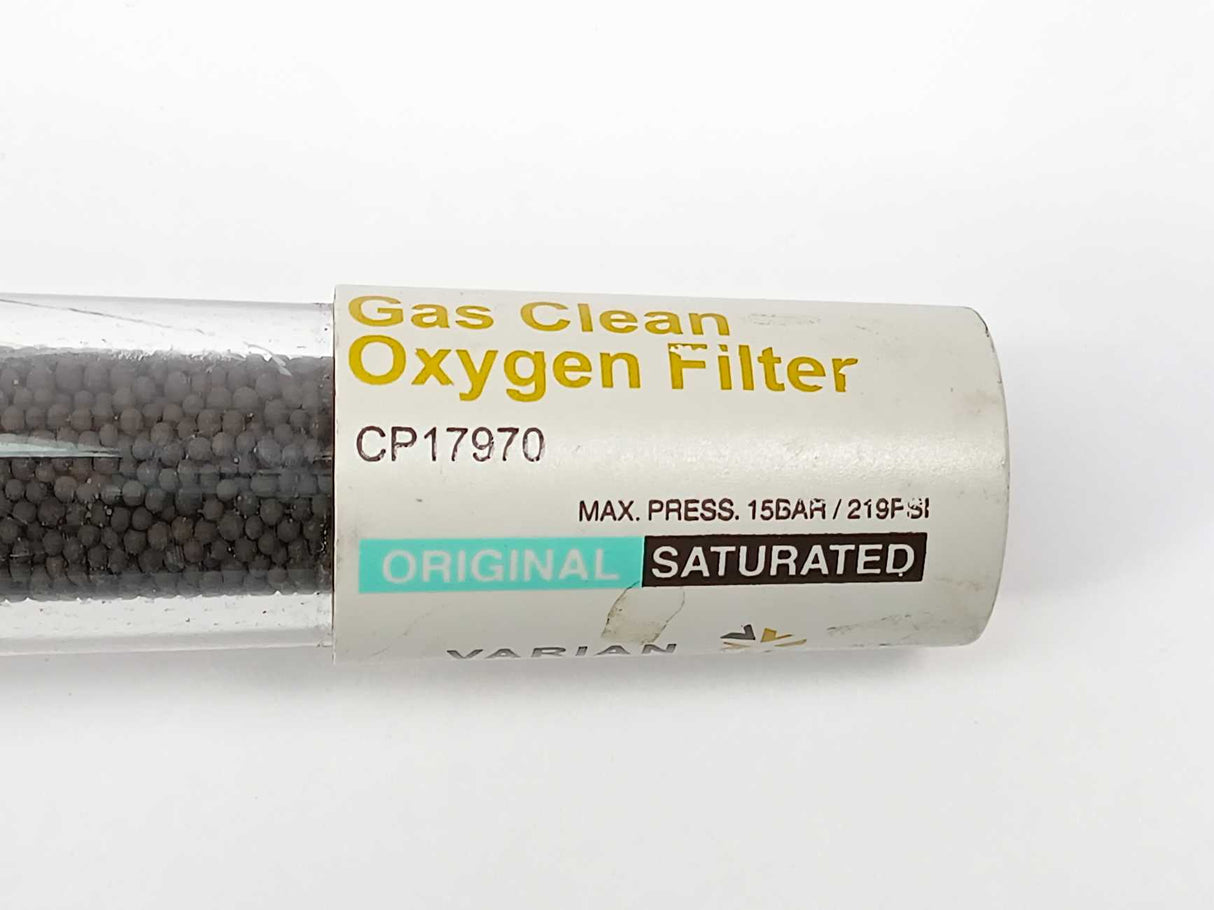 Gas Clean
Oxygen Filter
CP17970
MAX. PRESS. 15BAR / 219PSI
ORIGINAL SATURATED
VARIAN